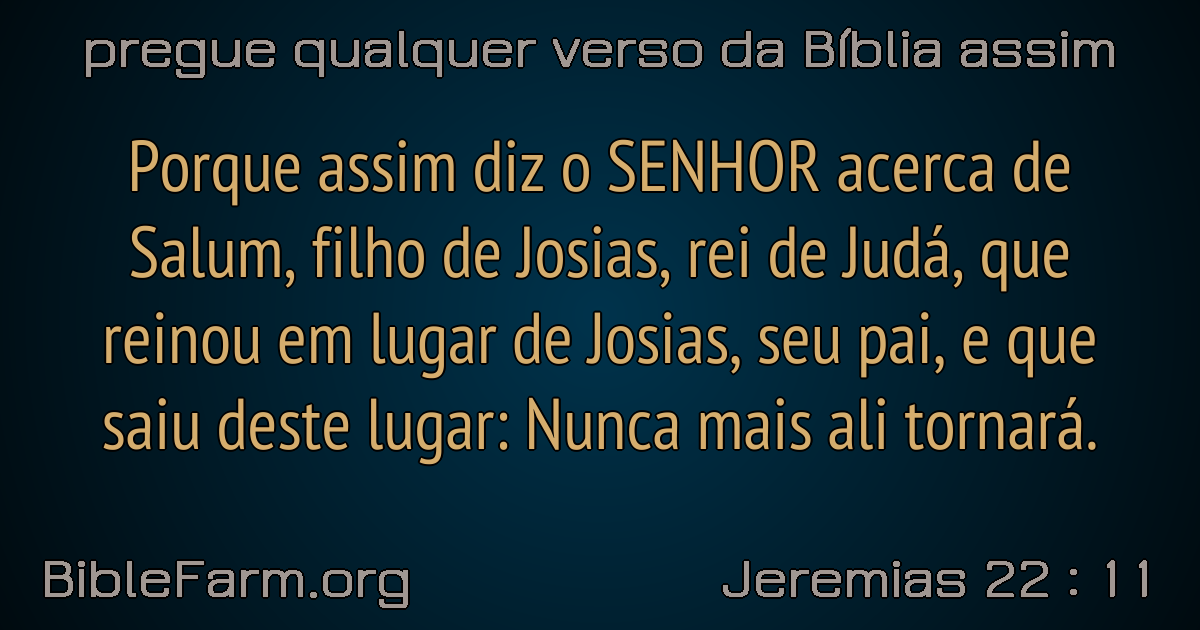 pregue qualquer verso da Bíblia assim
Porque assim diz o SENHOR acerca de
Salum, filho de Josias, rei de Judá, que
reinou em lugar de Josias, seu pai, e que
saiu deste lugar: Nunca mais ali tornará.
BibleFarm.org
Jeremias 22 : 11